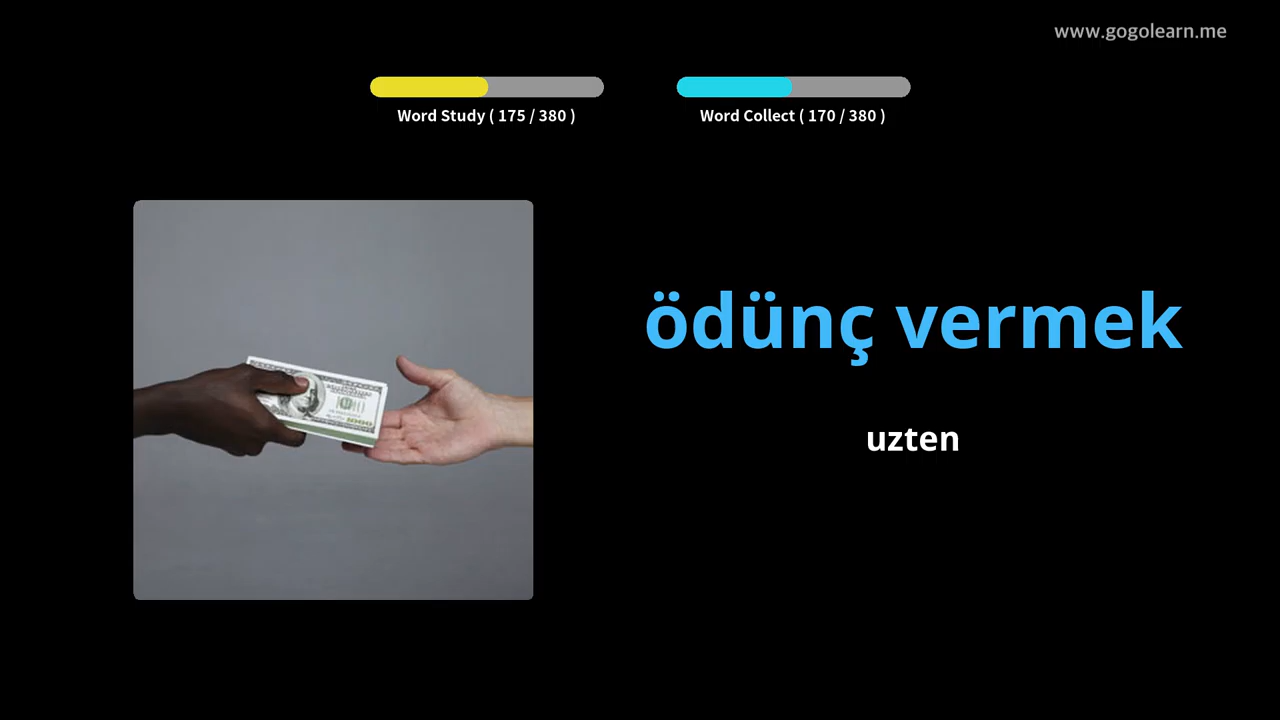 www.gogolearn.me
Word Study ( 175 / 380 )
Word Collect ( 170 / 380 )
ödünç vermek
uzten